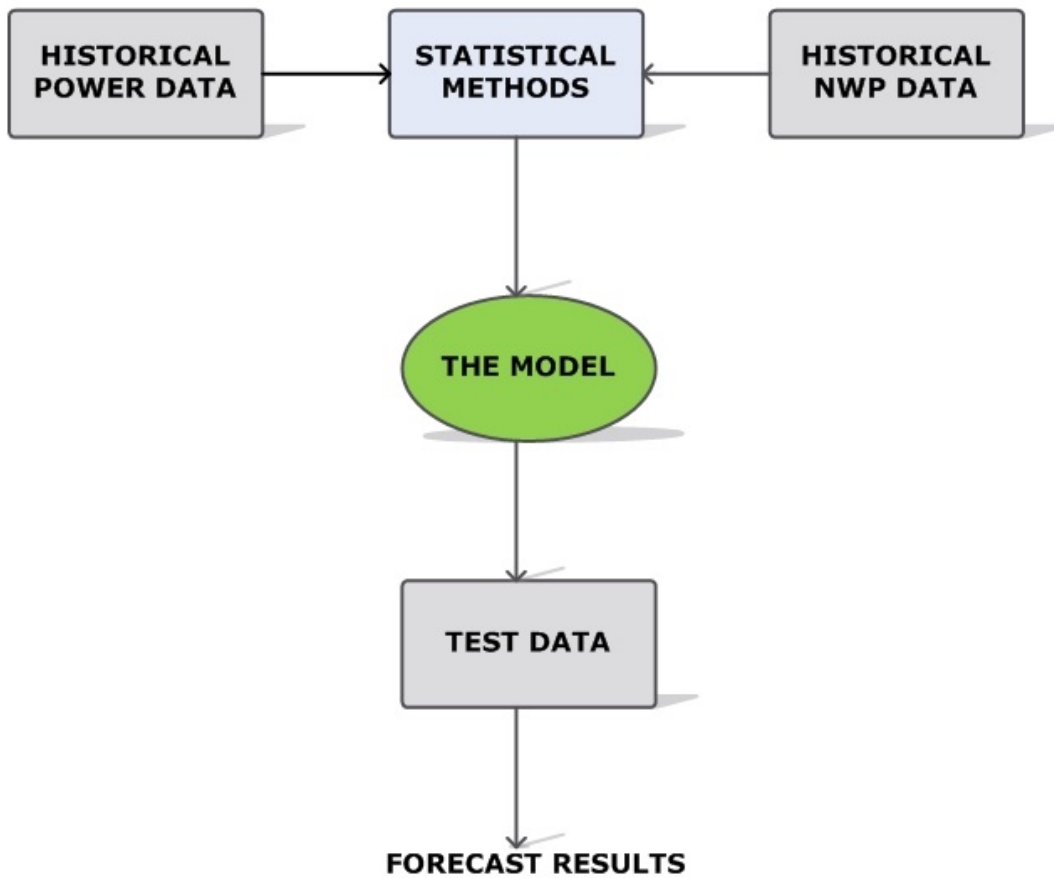 HISTORICAL
POWER DATA
STATISTICAL
METHODS
HISTORICAL
NWP DATA
THE MODEL
TEST DATA
FORECAST RESULTS